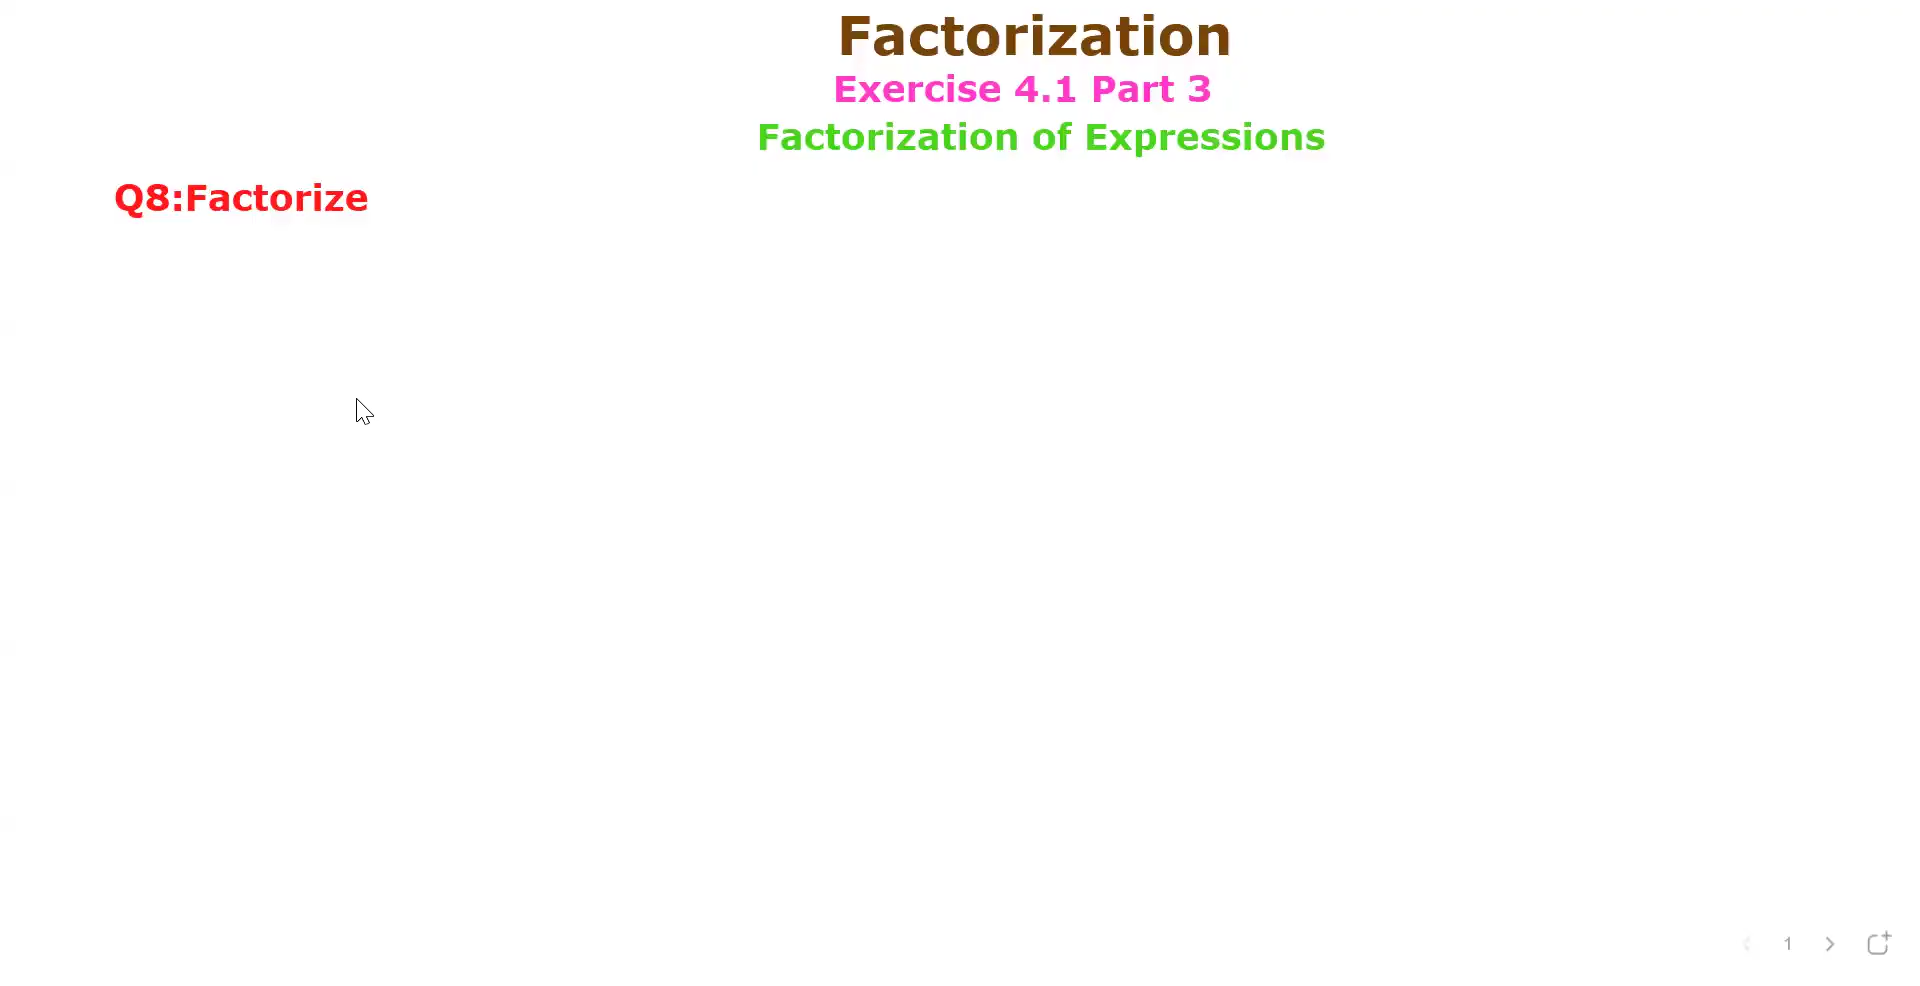 Factorization
Exercise 4.1 Part 3
Factorization of Expressions
Q8:Factorize
1